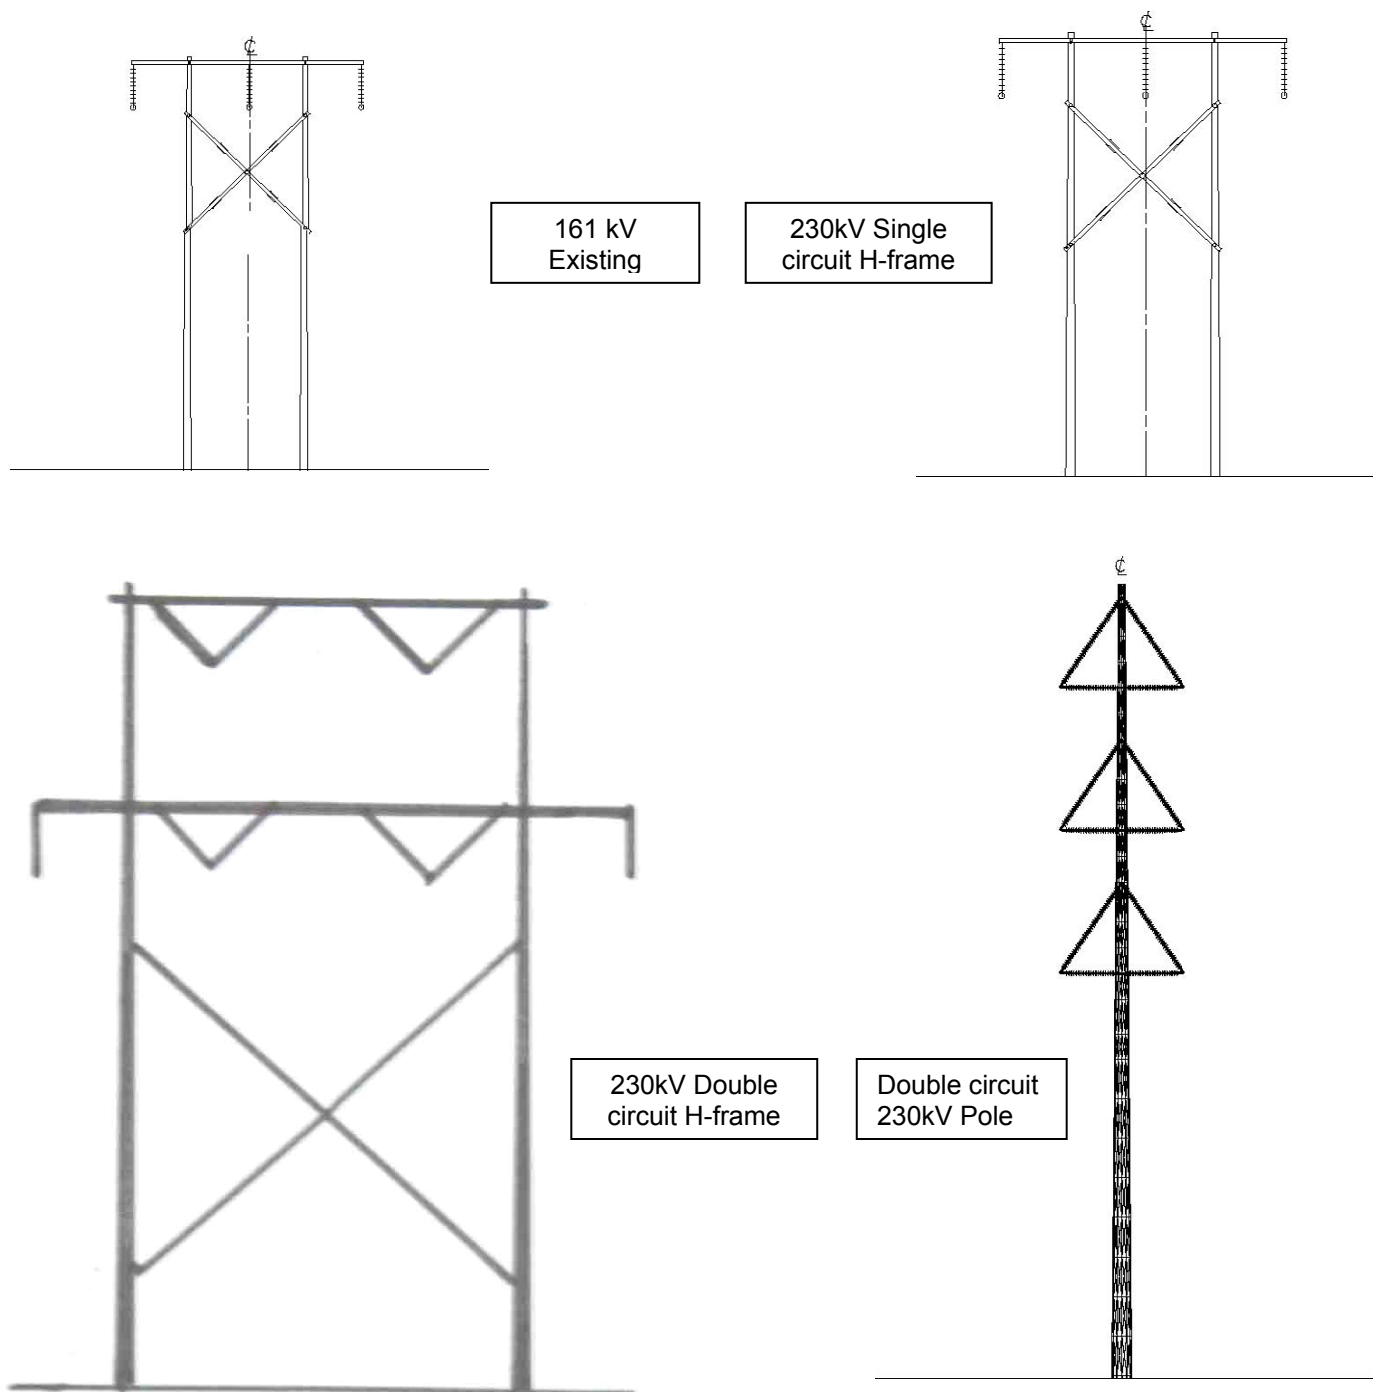 ℄
℄
161 kV
Existing
230kV Single
circuit H-frame
℄
230kV Double
circuit H-frame
Double circuit
230kV Pole